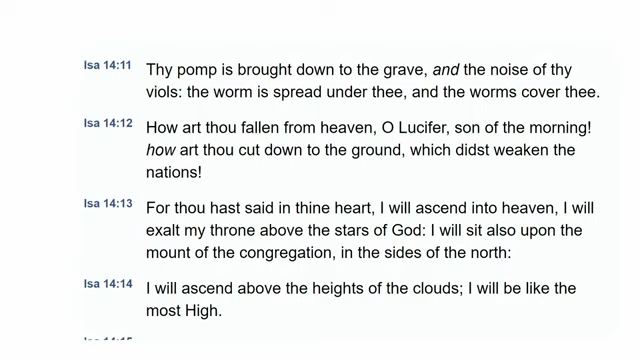 Isa 14:11 Thy pomp is brought down to the grave, and the noise of thy
viols: the worm is spread under thee, and the worms cover thee.
Isa 14:12 How art thou fallen from heaven, O Lucifer, son of the morning!
how art thou cut down to the ground, which didst weaken the
nations!
Isa 14:13 For thou hast said in thine heart, I will ascend into heaven, I will
exalt my throne above the stars of God: I will sit also upon the
mount of the congregation, in the sides of the north:
Isa 14:14 I will ascend above the heights of the clouds; I will be like the
most High.